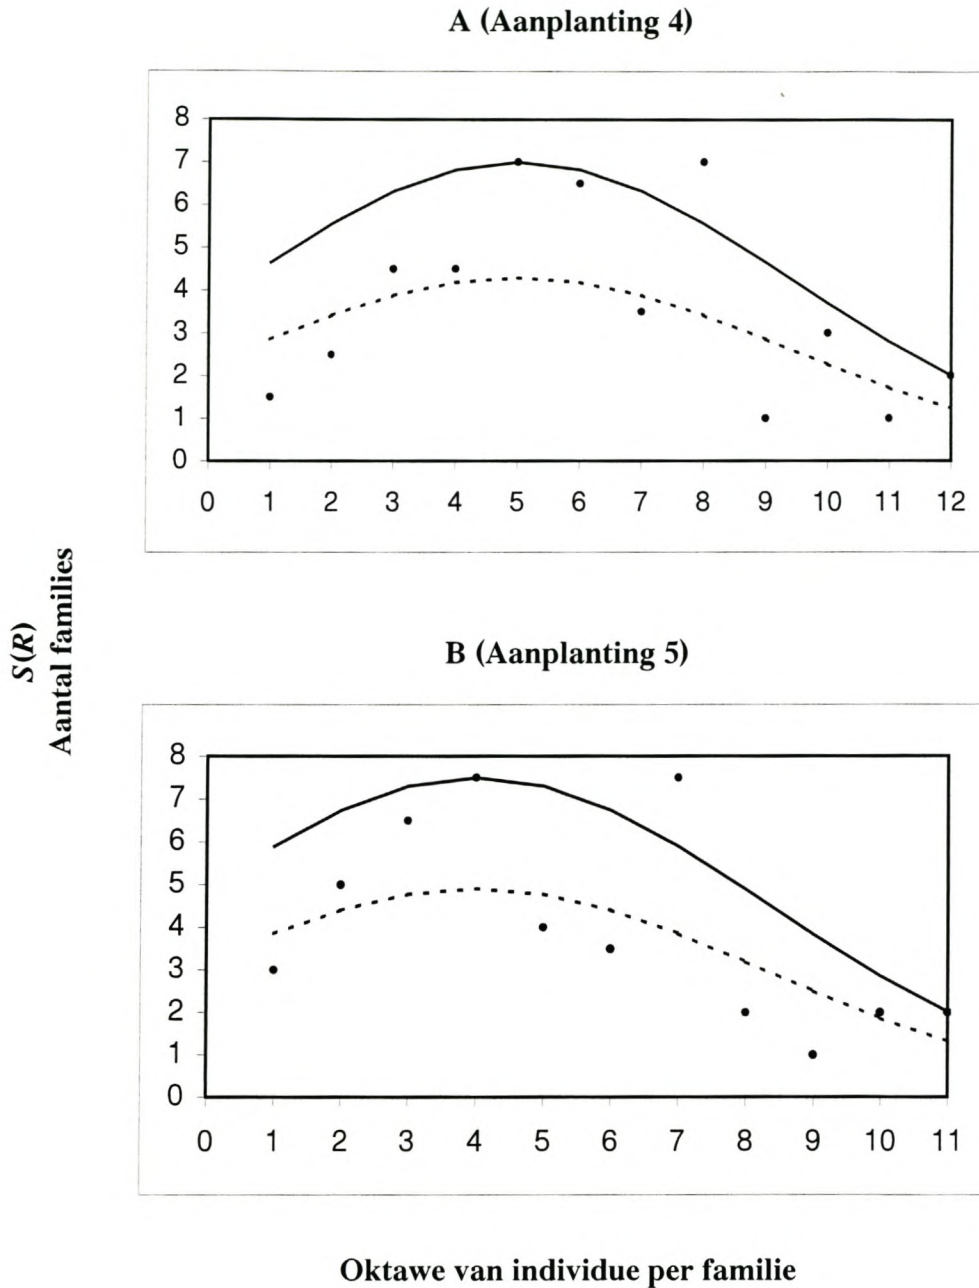 A (Aanplanting 4)
8
7
6
5
4
3
2
1
0
0 1 2 3 4 5 6 7 8 9 10 11 12
S(R)
Aantal families
B (Aanplanting 5)
8
7
6
5
4
3
2
1
0
0 1 2 3 4 5 6 7 8 9 10 11
Oktawe van individue per familie